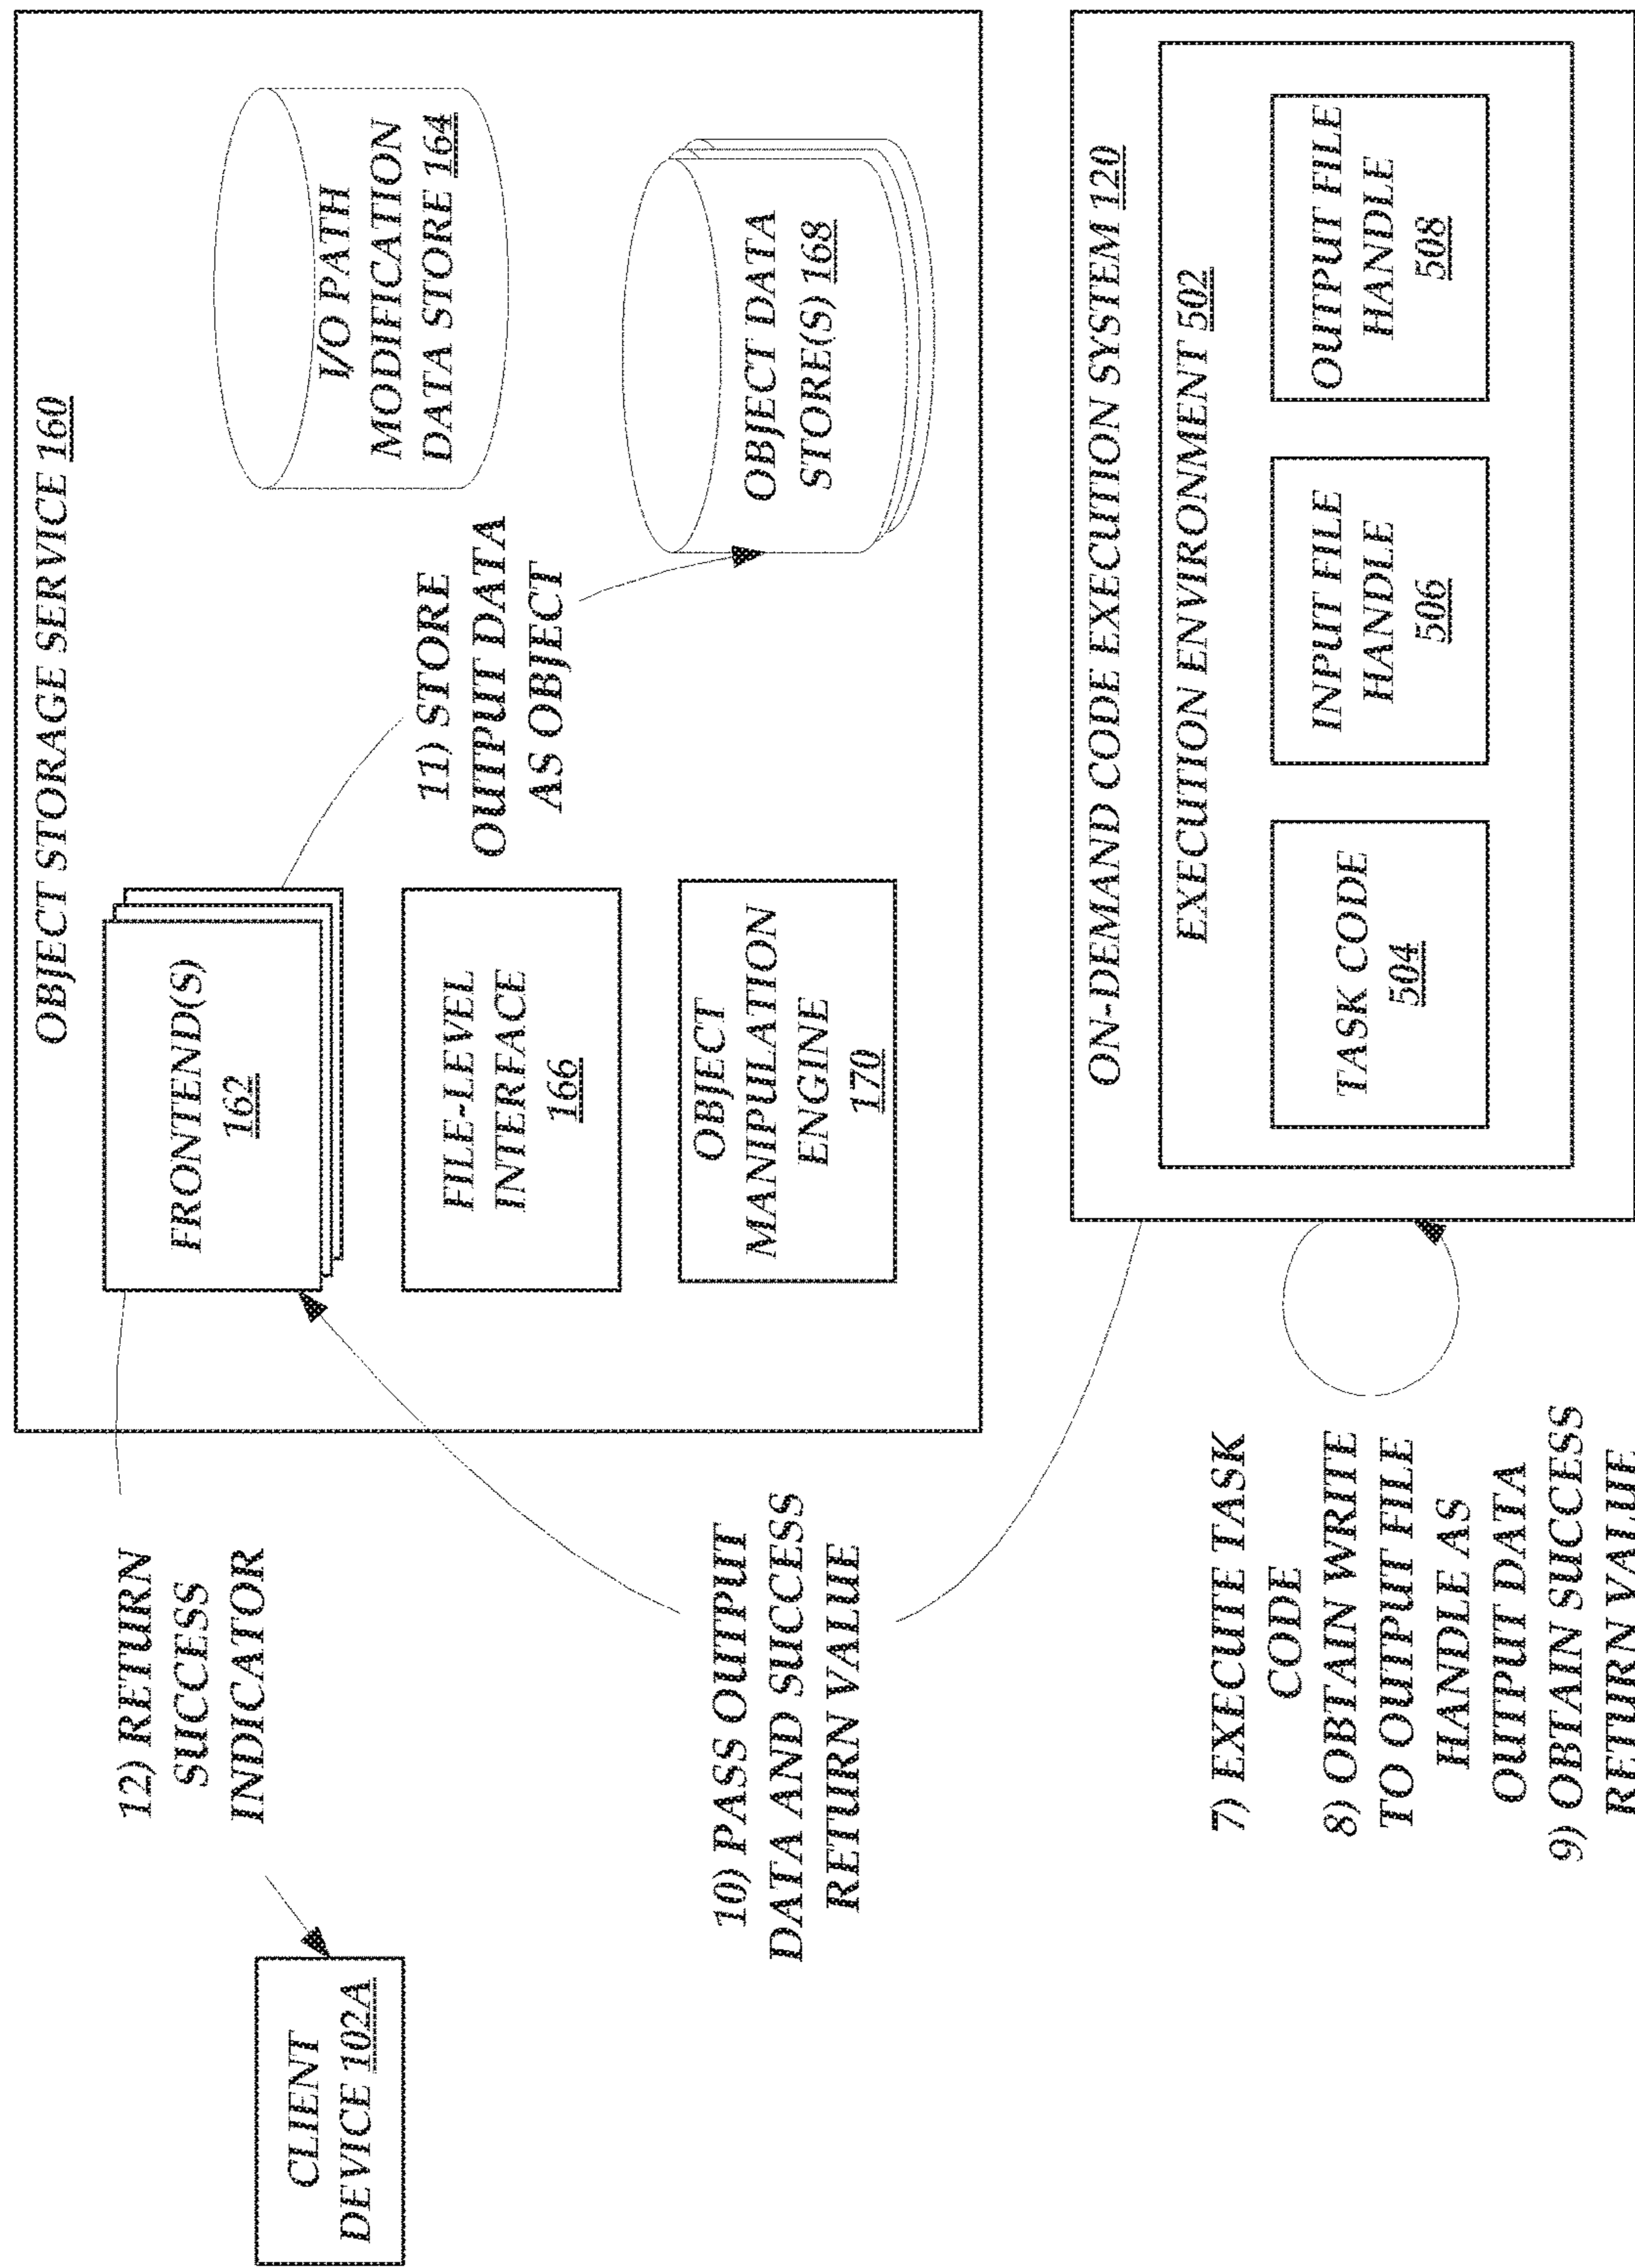 OBJECT STORAGE SERVICE 160
FRONTEND(S)
162
FILE-LEVEL
INTERFACE
166
OBJECT
MANIPULATION
ENGINE
170
I/O PATH
MODIFICATION
DATA STORE 164
OBJECT DATA
STORE(S) 168
11) STORE
OUTPUT DATA
AS OBJECT
12) RETURN
SUCCESS
INDICATOR
CLIENT
DEVICE 102A
10) PASS OUTPUT
DATA AND SUCCESS
RETURN VALUE
ON-DEMAND CODE EXECUTION SYSTEM 120
EXECUTION ENVIRONMENT 502
TASK CODE
504
INPUT FILE
HANDLE
506
OUTPUT FILE
HANDLE
508
7) EXECUTE TASK
CODE
8) OBTAIN WRITE
TO OUTPUT FILE
HANDLE AS
OUTPUT DATA
9) OBTAIN SUCCESS
RETURN VALUE